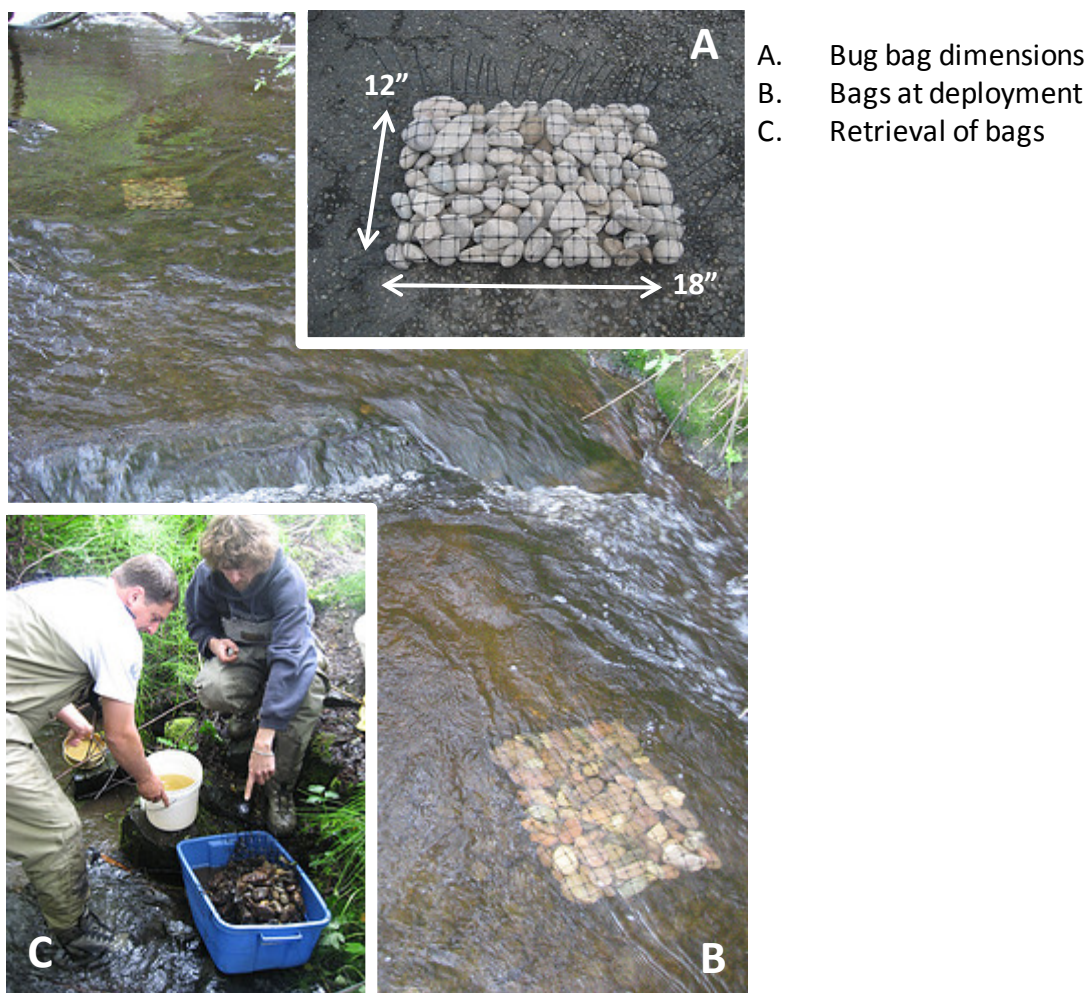 A
12”
18”
A. Bug bag dimensions
B. Bags at deployment
C. Retrieval of bags
C
B